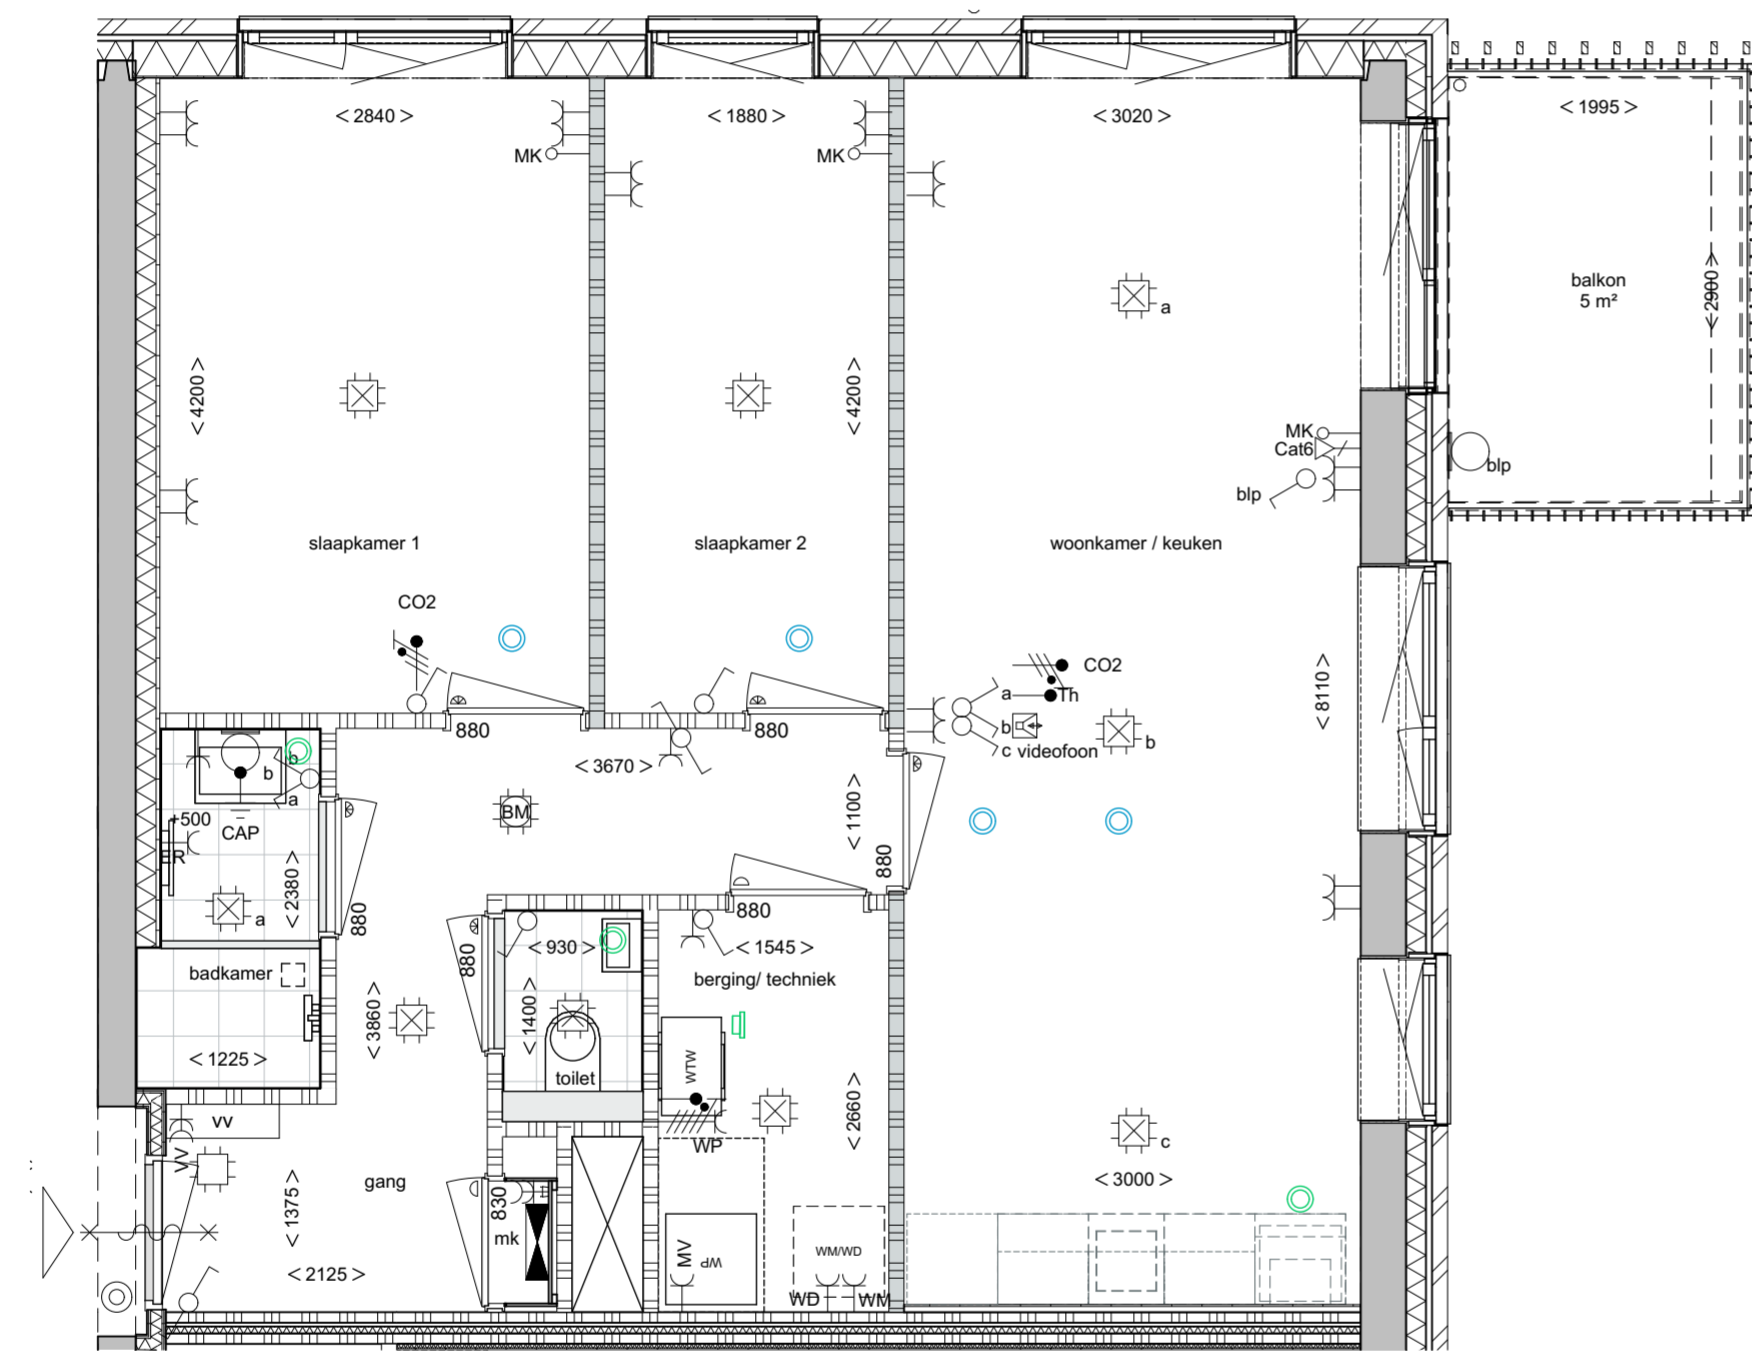 <2840>
<1880>
<3020>
<1995>
MK
MK
balkon
5 m²
<2900>
a
<4200>
<4200>
MK
Cat6
blp
blp
slaapkamer 1
slaapkamer 2
woonkamer / keuken
CO2
CO2
a
Th
b
c videofoon
b
<8110>
880
880
<3670>
b
b
a
+500
CAP
ER
BM
<1100>
880
<2380>
a
880
880
<930>
880
<1545>
badkamer
berging/ techniek
<3860>
<1400>
<1225>
toilet
WTW
WP
<2660>
vv
VV
c
<3000>
gang
<1375>
830
mk
MV
WP
WM/WD
<2125>
WD
WM